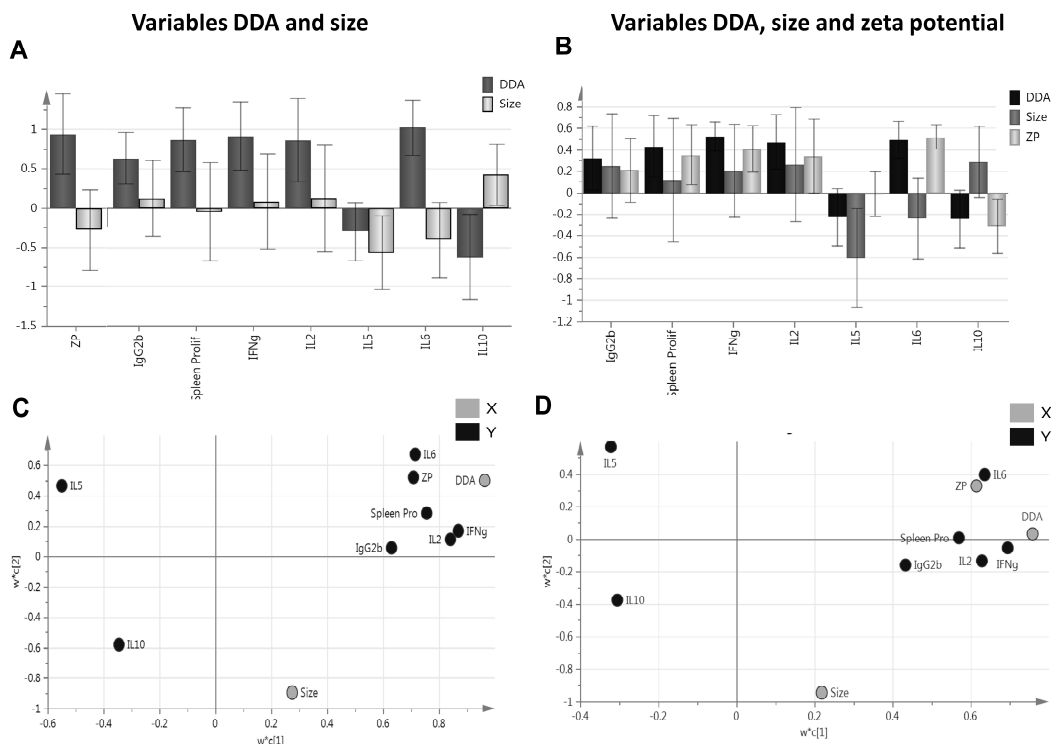 Variables DDA and size
Variables DDA, size and zeta potential
A
DDA
Size
1
0.5
0
-0.5
-1
-1.5
ZP
IgG2b
Spleen Prolif
IFNg
IL2
IL5
IL6
IL10
B
DDA
Size
ZP
0.8
0.6
0.4
0.2
0
-0.2
-0.4
-0.6
-0.8
-1
-1.2
IgG2b
Spleen Prolif
IFNg
IL2
IL5
IL6
IL10
C
X
Y
w*c[2]
0.6
0.4
0.2
0
-0.2
-0.4
-0.6
-0.8
-1
IL6
ZP
DDA
IL5
Spleen Pro
IFNg
IL2
IgG2b
IL10
Size
-0.6
-0.4
-0.2
0
0.2
0.4
0.6
0.8
w*c[1]
D
X
Y
w*c[2]
0.4
0.2
0
-0.2
-0.4
-0.6
-0.8
-1
IL5
IL6
ZP
DDA
Spleen Pro
IL2
IFNg
IgG2b
IL10
Size
-0.4
-0.2
0
0.2
0.4
0.6
w*c[1]